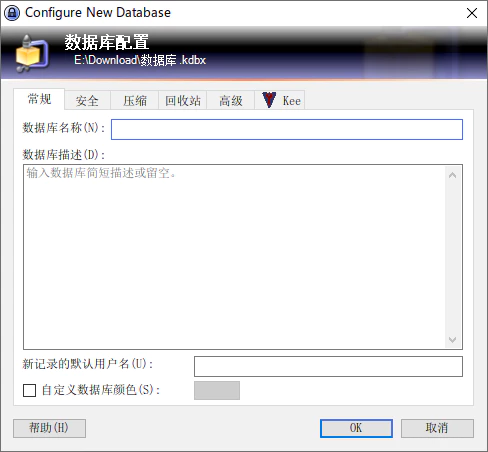 Configure New Database
数据库配置
E:\Download\数据库.kdbx
常规 安全 压缩 回收站 高级 Kee
数据库名称(N):
数据库描述(D):
输入数据库简短描述或留空。
新记录的默认用户名(U):
自定义数据库颜色(S):
帮助(H) OK 取消